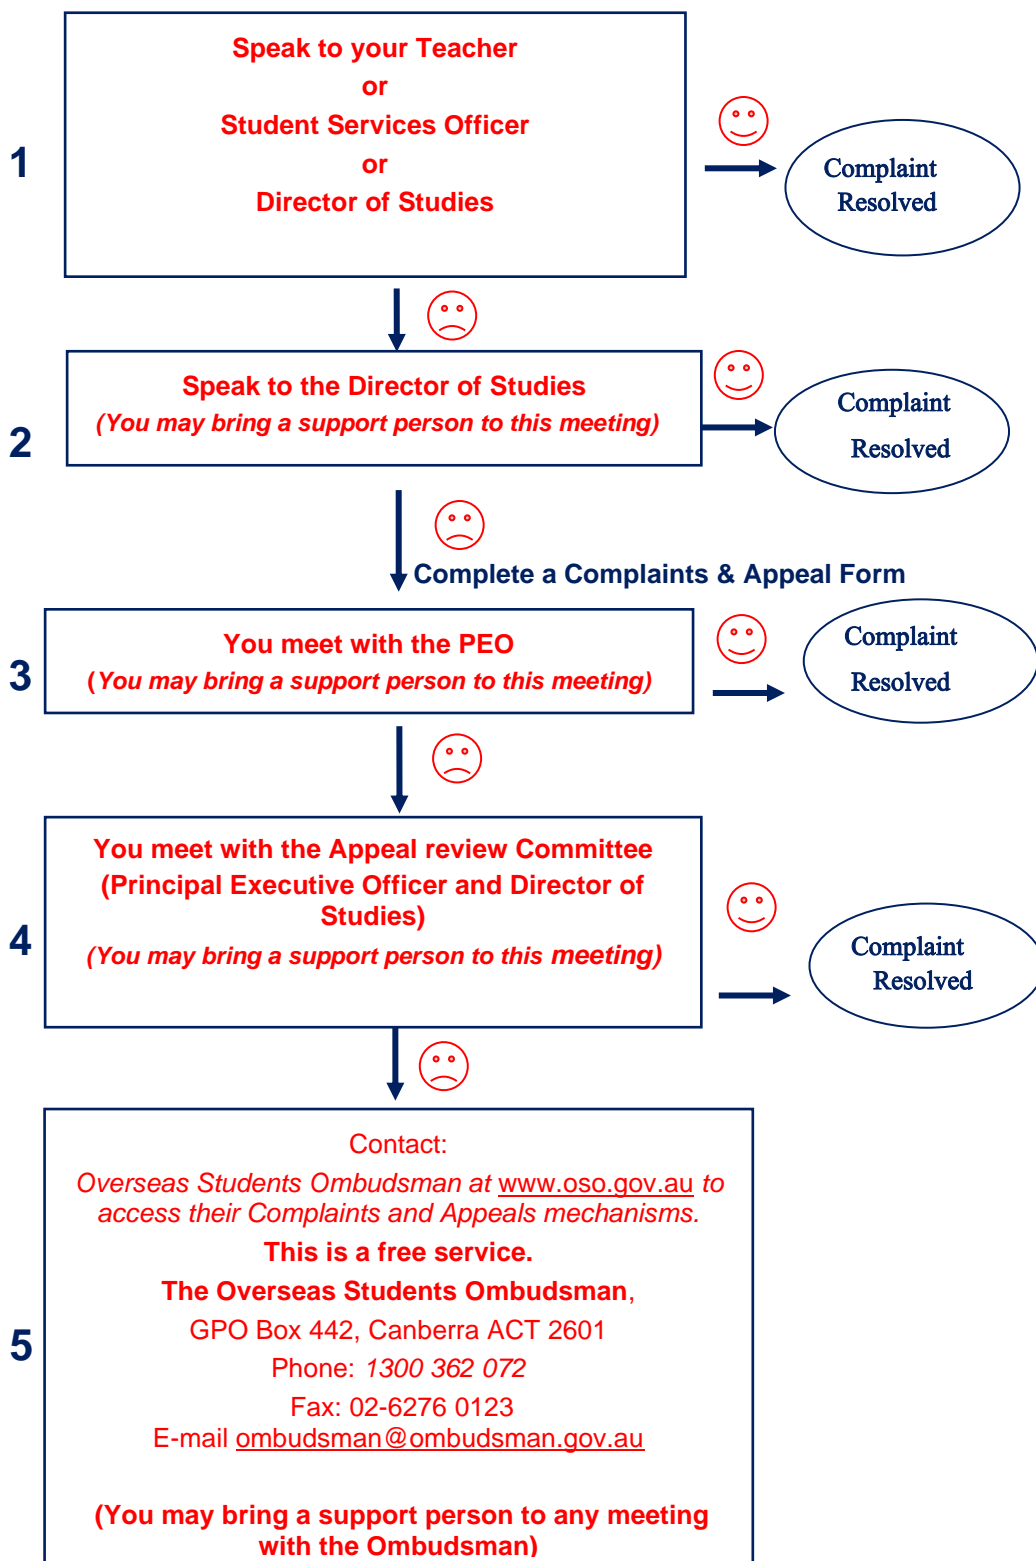 Speak to your Teacher
or
Student Services Officer
or
Director of Studies
1
Complaint
Resolved
Speak to the Director of Studies
(You may bring a support person to this meeting)
2
Complaint
Resolved
Complete a Complaints & Appeal Form
You meet with the PEO
(You may bring a support person to this meeting)
3
Complaint
Resolved
You meet with the Appeal review Committee
(Principal Executive Officer and Director of
Studies)
(You may bring a support person to this meeting)
4
Complaint
Resolved
Contact:
Overseas Students Ombudsman at www.oso.gov.au to
access their Complaints and Appeals mechanisms.
This is a free service.
The Overseas Students Ombudsman,
GPO Box 442, Canberra ACT 2601
Phone: 1300 362 072
Fax: 02-6276 0123
E-mail ombudsman@ombudsman.gov.au
5
(You may bring a support person to any meeting
with the Ombudsman)